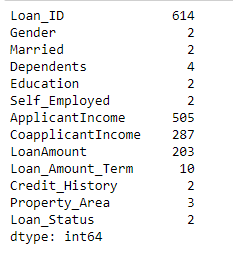 Loan_ID 614
Gender 2
Married 2
Dependents 4
Education 2
Self_Employed 2
ApplicantIncome 505
CoapplicantIncome 287
LoanAmount 203
Loan_Amount_Term 10
Credit_History 2
Property_Area 3
Loan_Status 2
dtype: int64